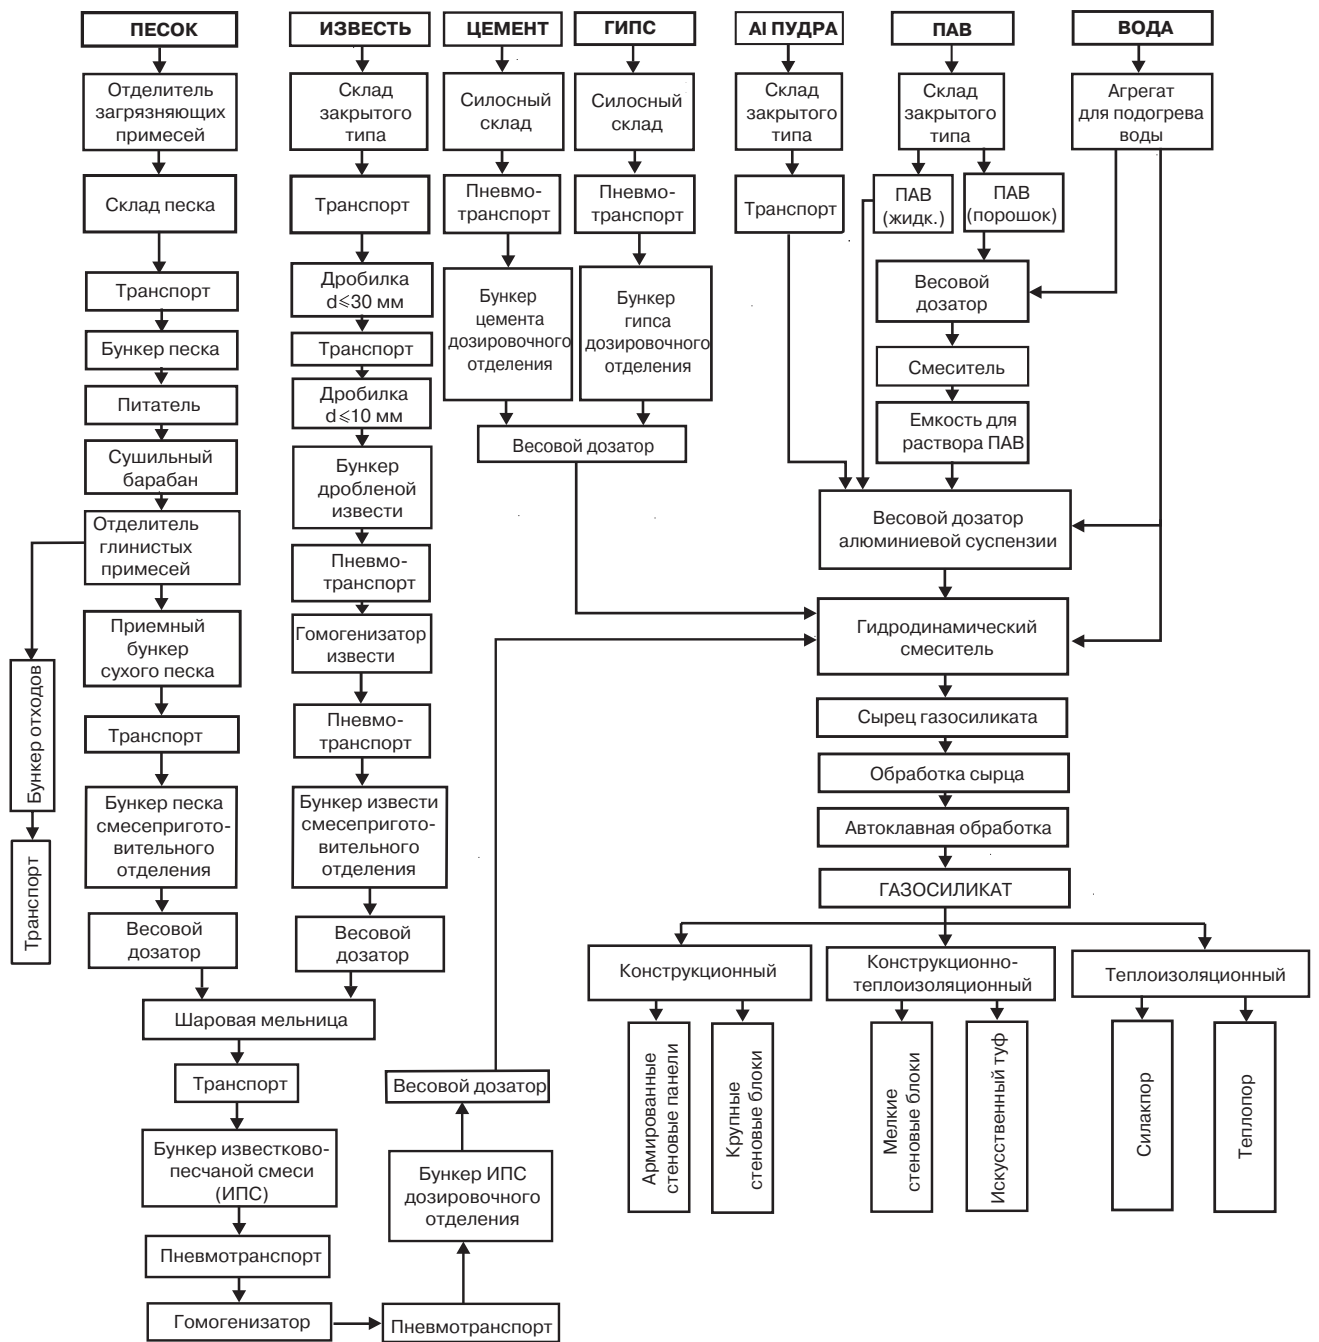 ПЕСОК
ИЗВЕСТЬ
ЦЕМЕНТ
ГИПС
Al ПУДРА
ПАВ
ВОДА
Отделитель
загрязняющих
примесей
Склад песка
Транспорт
Бункер песка
Питатель
Сушильный
барабан
Отделитель
глинистых
примесей
Бункер отходов
Транспорт
Приемный
бункер
сухого песка
Транспорт
Бункер песка
смесепригото-
вительного
отделения
Весовой
дозатор
Склад
закрытого
типа
Транспорт
Дробилка
d⩽30 мм
Транспорт
Дробилка
d⩽10 мм
Бункер
дробленой
извести
Пневмо-
транспорт
Гомогенизатор
извести
Пневмо-
транспорт
Бункер извести
смесепригото-
вительного
отделения
Весовой
дозатор
Шаровая мельница
Транспорт
Бункер известково-
песчаной смеси
(ИПС)
Пневмотранспорт
Гомогенизатор
Пневмотранспорт
Бункер ИПС
дозировочного
отделения
Весовой дозатор
Силосный
склад
Пневмо-
транспорт
Бункер
цемента
дозировочного
отделения
Силосный
склад
Пневмо-
транспорт
Бункер
гипса
дозировочного
отделения
Весовой дозатор
Склад
закрытого
типа
Транспорт
Склад
закрытого
типа
ПАВ
(жидк.)
ПАВ
(порошок)
Весовой
дозатор
Смеситель
Емкость для
раствора ПАВ
Агрегат
для подогрева
воды
Весовой дозатор
алюминиевой суспензии
Гидродинамический
смеситель
Сырец газосиликата
Обработка сырца
Автоклавная обработка
ГАЗОСИЛИКАТ
Конструкционный
Конструкционно-
теплоизоляционный
Теплоизоляционный
Армированные
стеновые панели
Крупные
стеновые блоки
Мелкие
стеновые блоки
Искусственный туф
Силакпор
Теплопор